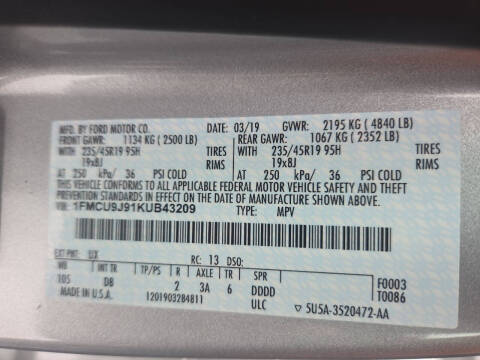 MFD. BY FORD MOTOR CO.
DATE: 03/19 GVWR: 2195 KG ( 4840 LB)
FRONT GAWR: 1134 KG ( 2500 LB) REAR GAWR: 1067 KG ( 2352 LB)
WITH 235/45R19 95H TIRES WITH 235/45R19 95H TIRES
19x8J RIMS 19x8J RIMS
AT 250 kPa/ 36 PSI COLD AT 250 kPa/ 36 PSI COLD
THIS VEHICLE CONFORMS TO ALL APPLICABLE FEDERAL MOTOR VEHICLE SAFETY AND THEFT
PREVENTION STANDARDS IN EFFECT ON THE DATE OF MANUFACTURE SHOWN ABOVE.
VIN: 1FMCU9J91KUB43209 TYPE: MPV
EXT PNT: UX RC: 13 DSO: F0003
WB INT TR TP/PS R AXLE TR SPR T0086
105 DB 2 3A 6 DDDD
MADE IN U.S.A. 1201903284811 ULC 5U5A-3520472-AA